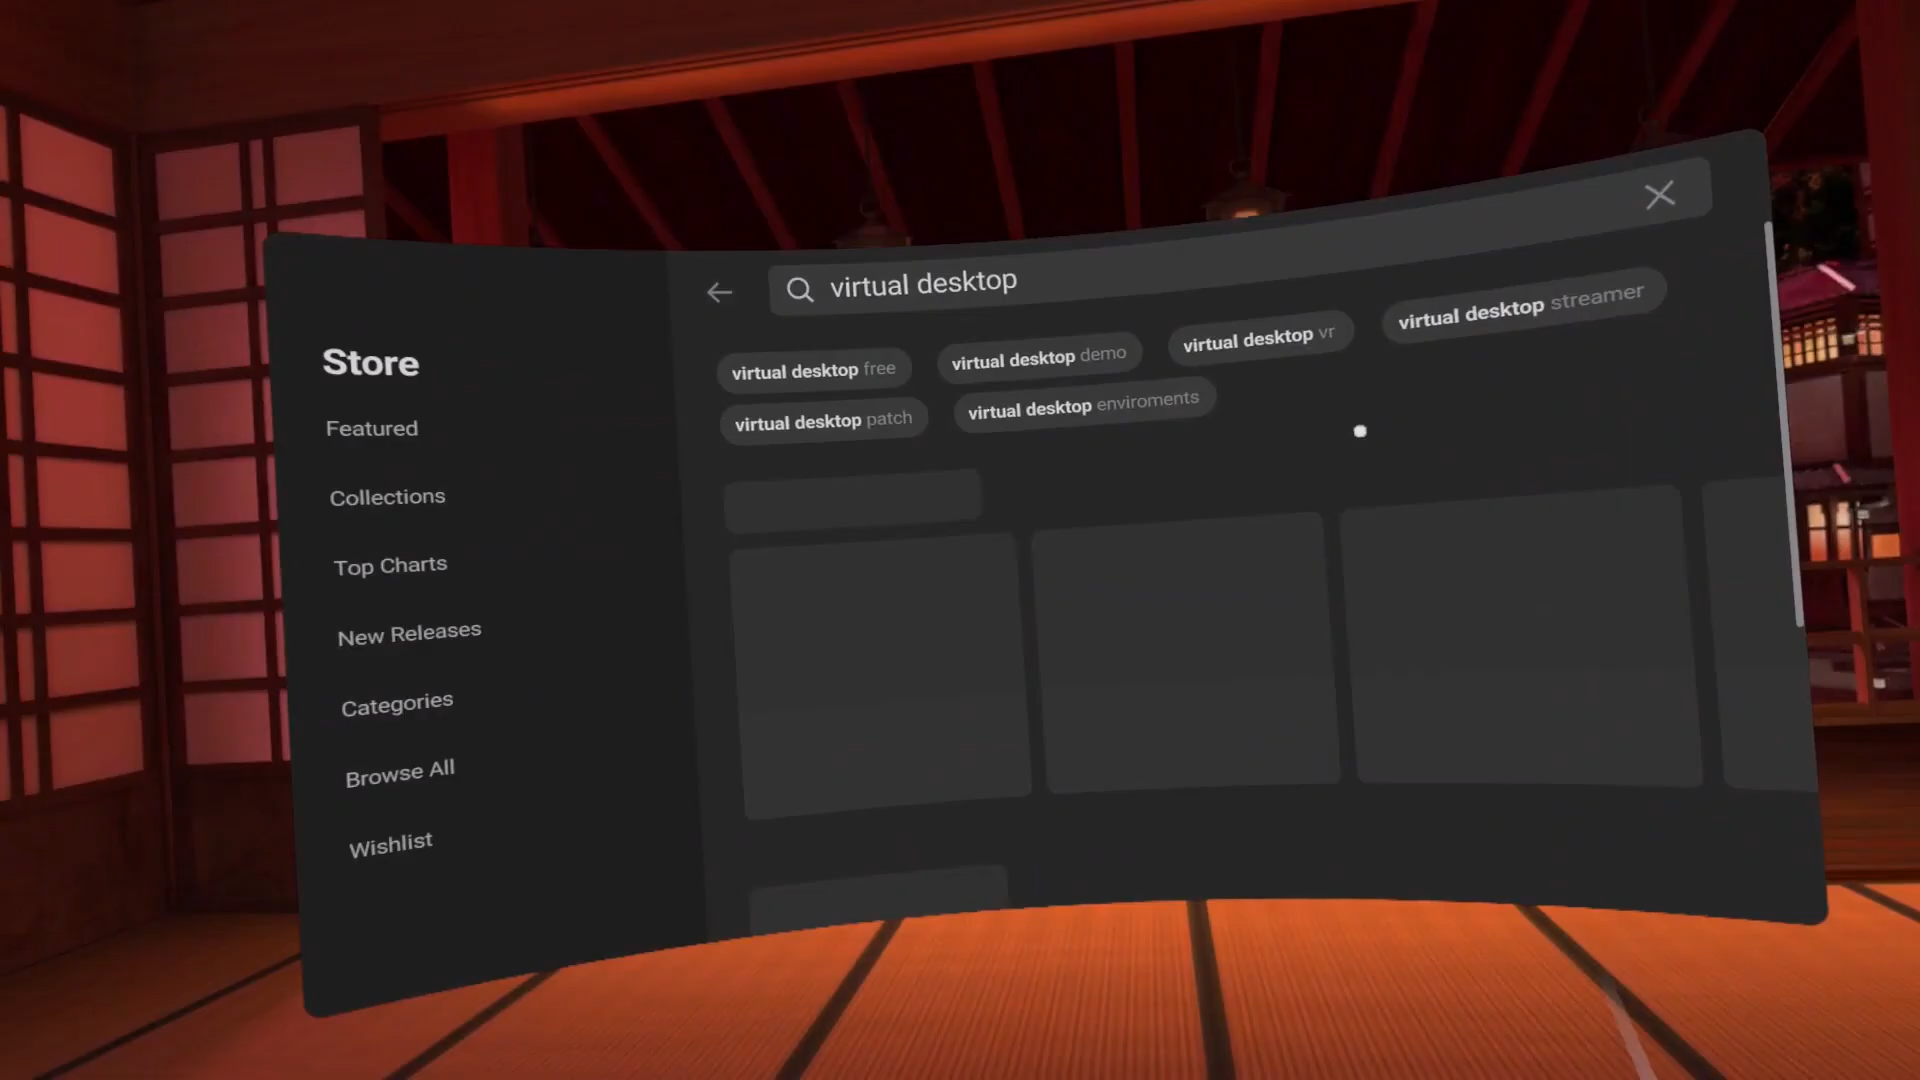 virtual desktop
virtual desktop free
virtual desktop demo
virtual desktop vr
virtual desktop streamer
virtual desktop patch
virtual desktop enviroments
Store
Featured
Collections
Top Charts
New Releases
Categories
Browse All
Wishlist